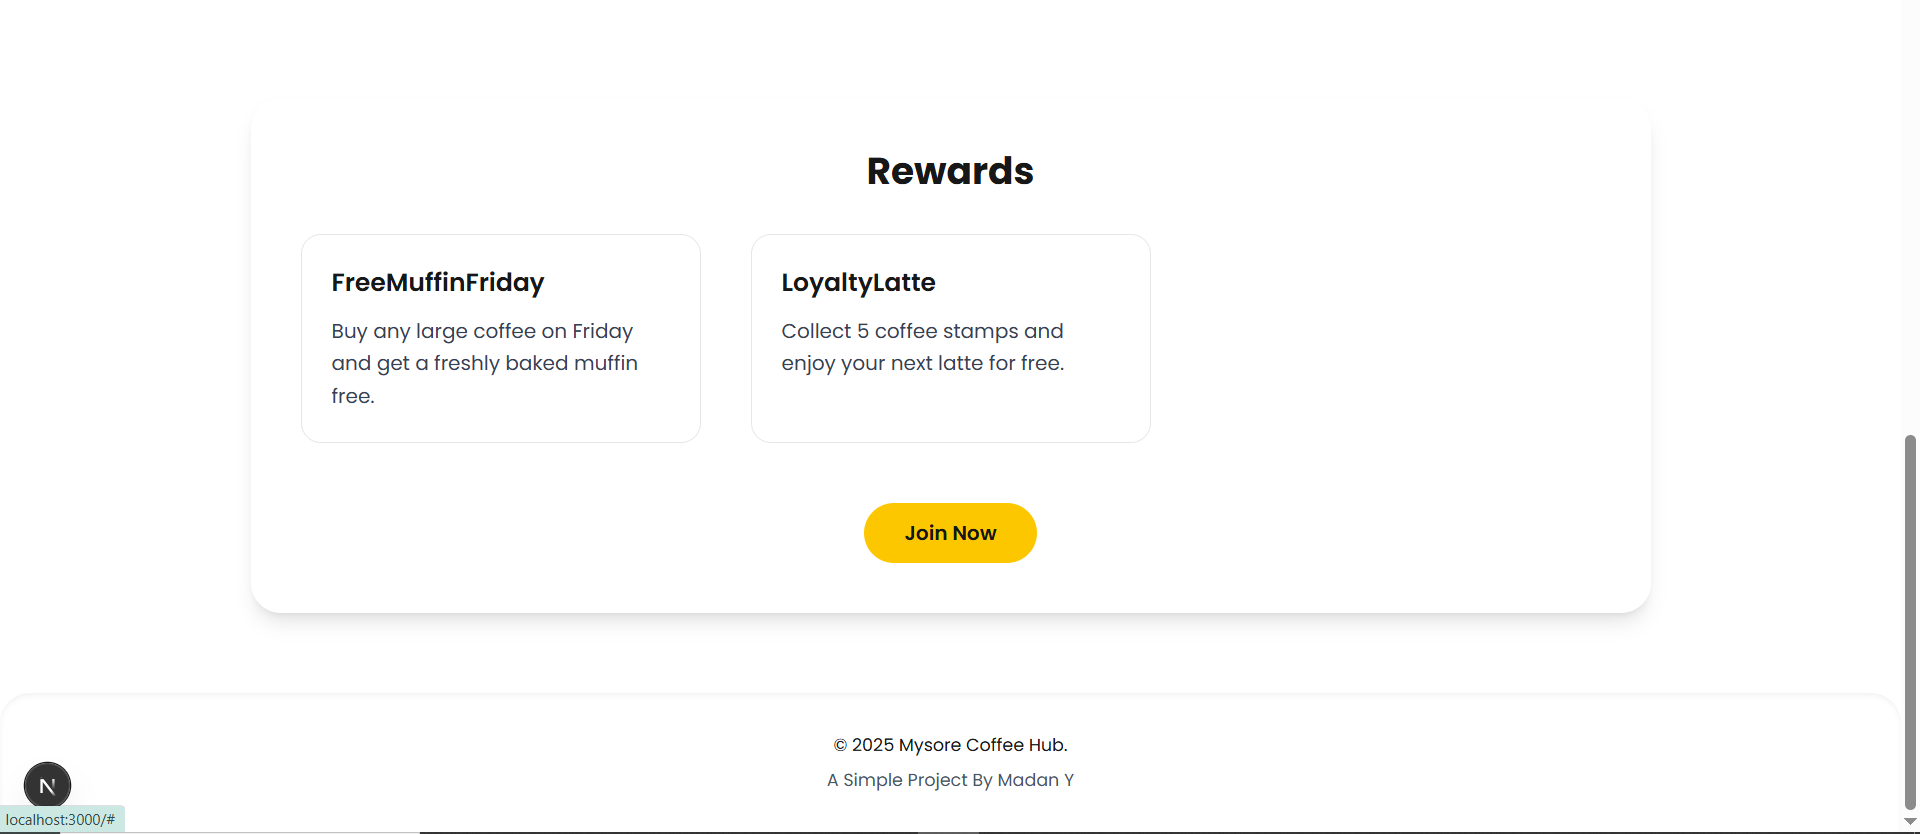 Rewards
FreeMuffinFriday
Buy any large coffee on Friday
and get a freshly baked muffin
free.
LoyaltyLatte
Collect 5 coffee stamps and
enjoy your next latte for free.
Join Now
© 2025 Mysore Coffee Hub.
A Simple Project By Madan Y
N
localhost:3000/#